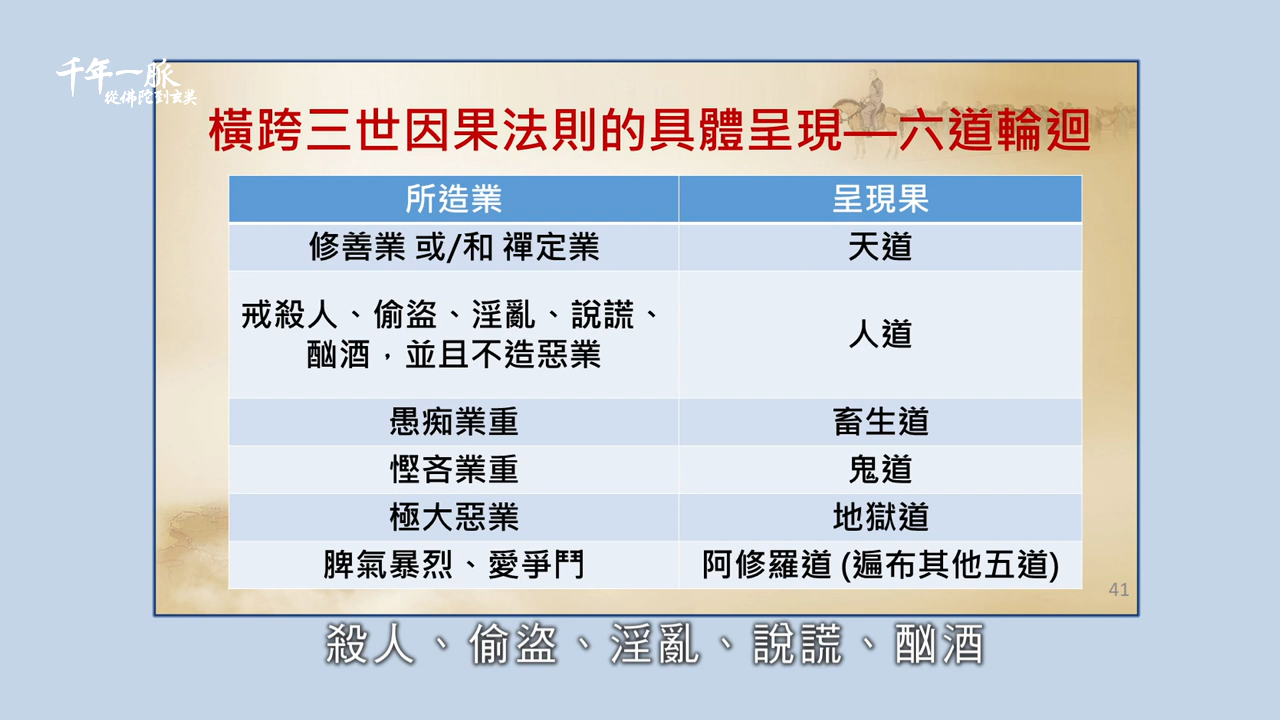 千年一脈
從佛陀到玄奘
橫跨三世因果法則的具體呈現—六道輪迴
所造業 呈現果
修善業 或/和 禪定業 天道
戒殺人、偷盜、淫亂、說謊、
酗酒，並且不造惡業 人道
愚痴業重 畜生道
慳吝業重 鬼道
極大惡業 地獄道
脾氣暴烈、愛爭鬥 阿修羅道 (遍布其他五道)
41
殺人、偷盜、淫亂、說謊、酗酒